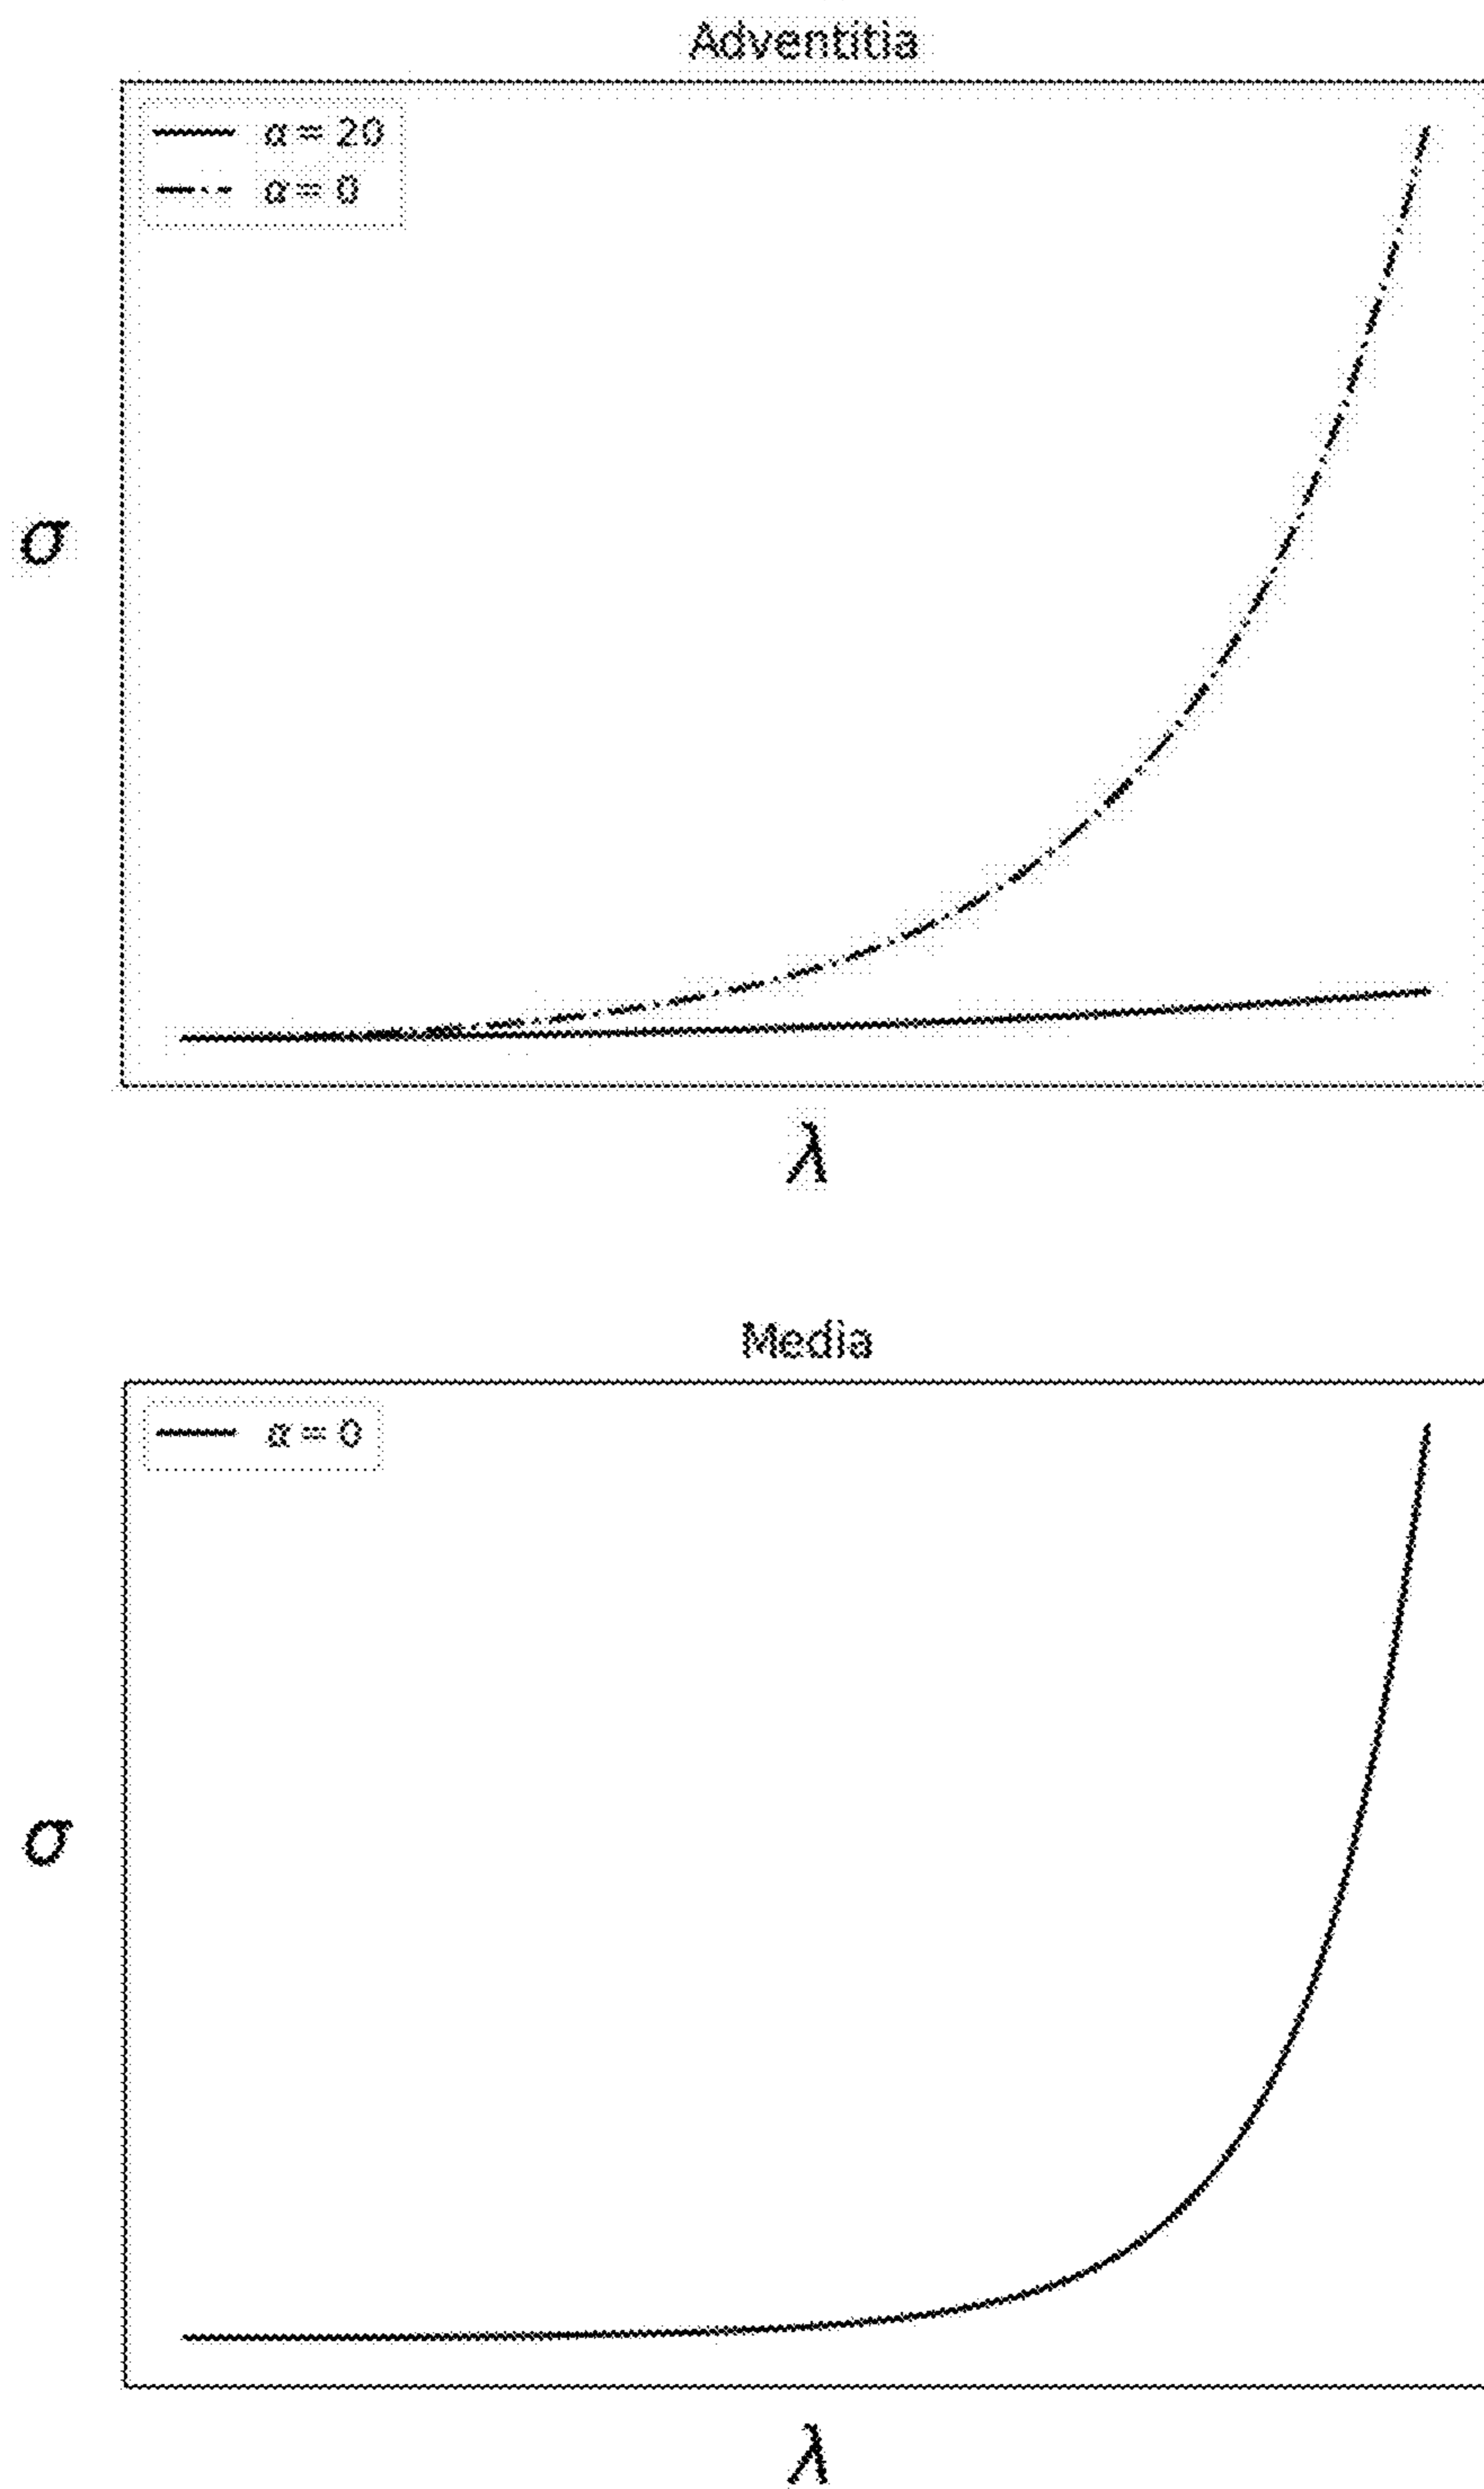 Adventitia
α = 20
α = 0
σ
λ
Media
α = 0
σ
λ